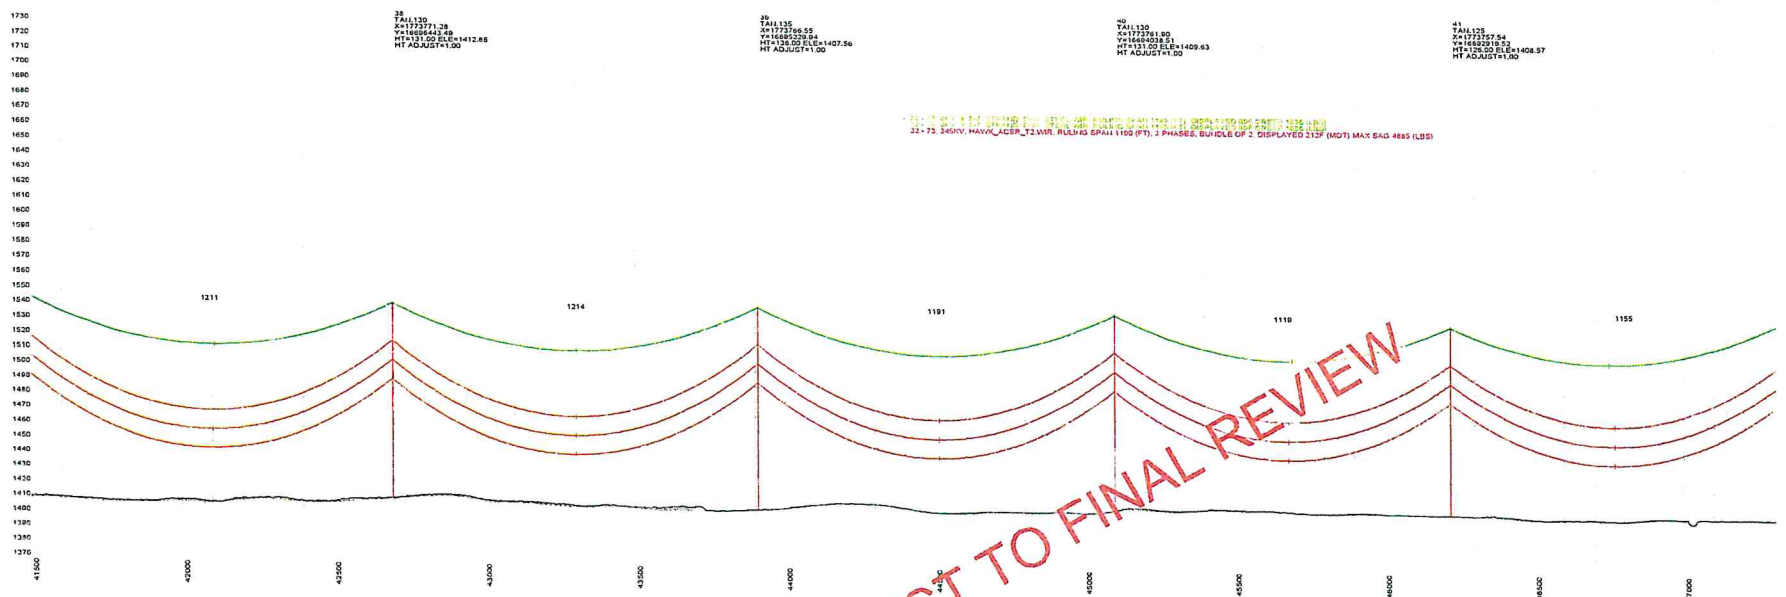 38
TAN.130
X=1773771.28
Y=16696443.49
HT=131.00 ELE=1412.85
HT ADJUST=1.00
39
TAN.135
X=1773766.55
Y=16695229.94
HT=136.00 ELE=1407.56
HT ADJUST=1.00
40
TAN.130
X=1773761.90
Y=16694038.51
HT=131.00 ELE=1409.63
HT ADJUST=1.00
41
TAN.125
X=1773757.54
Y=16692919.52
HT=126.00 ELE=1408.57
HT ADJUST=1.00
32 - 73, 345KV, HAWK_ACSR_T2.WIR, RULING SPAN 1190 (FT), 3 PHASES, BUNDLE OF 2, DISPLAYED 212F (MOT) MAX SAG 4885 (LBS)
1730
1720
1710
1700
1690
1680
1670
1660
1650
1640
1630
1620
1610
1600
1590
1580
1570
1560
1550
1540
1530
1520
1510
1500
1490
1480
1470
1460
1450
1440
1430
1420
1410
1400
1390
1380
1370
1211
1214
1191
1119
1155
CT TO FINAL REVIEW
41500
42000
42500
43000
43500
44000
44500
45000
45500
46000